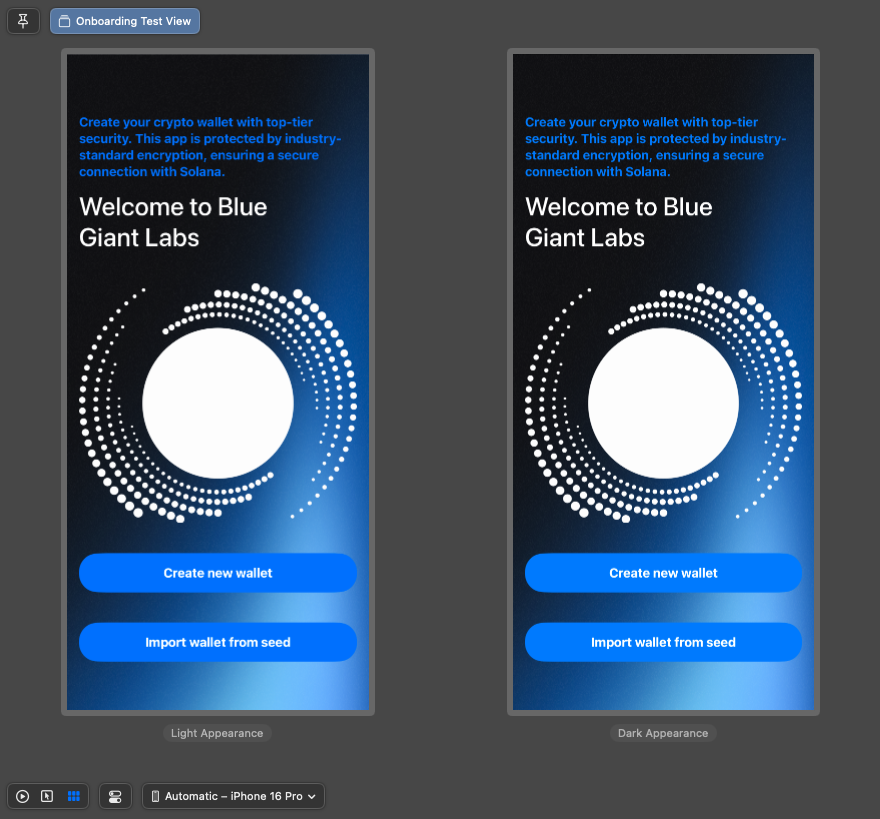 Onboarding Test View
Create your crypto wallet with top-tier
security. This app is protected by industry-
standard encryption, ensuring a secure
connection with Solana.
Welcome to Blue
Giant Labs
Create new wallet
Import wallet from seed
Light Appearance
Create your crypto wallet with top-tier
security. This app is protected by industry-
standard encryption, ensuring a secure
connection with Solana.
Welcome to Blue
Giant Labs
Create new wallet
Import wallet from seed
Dark Appearance
Automatic – iPhone 16 Pro